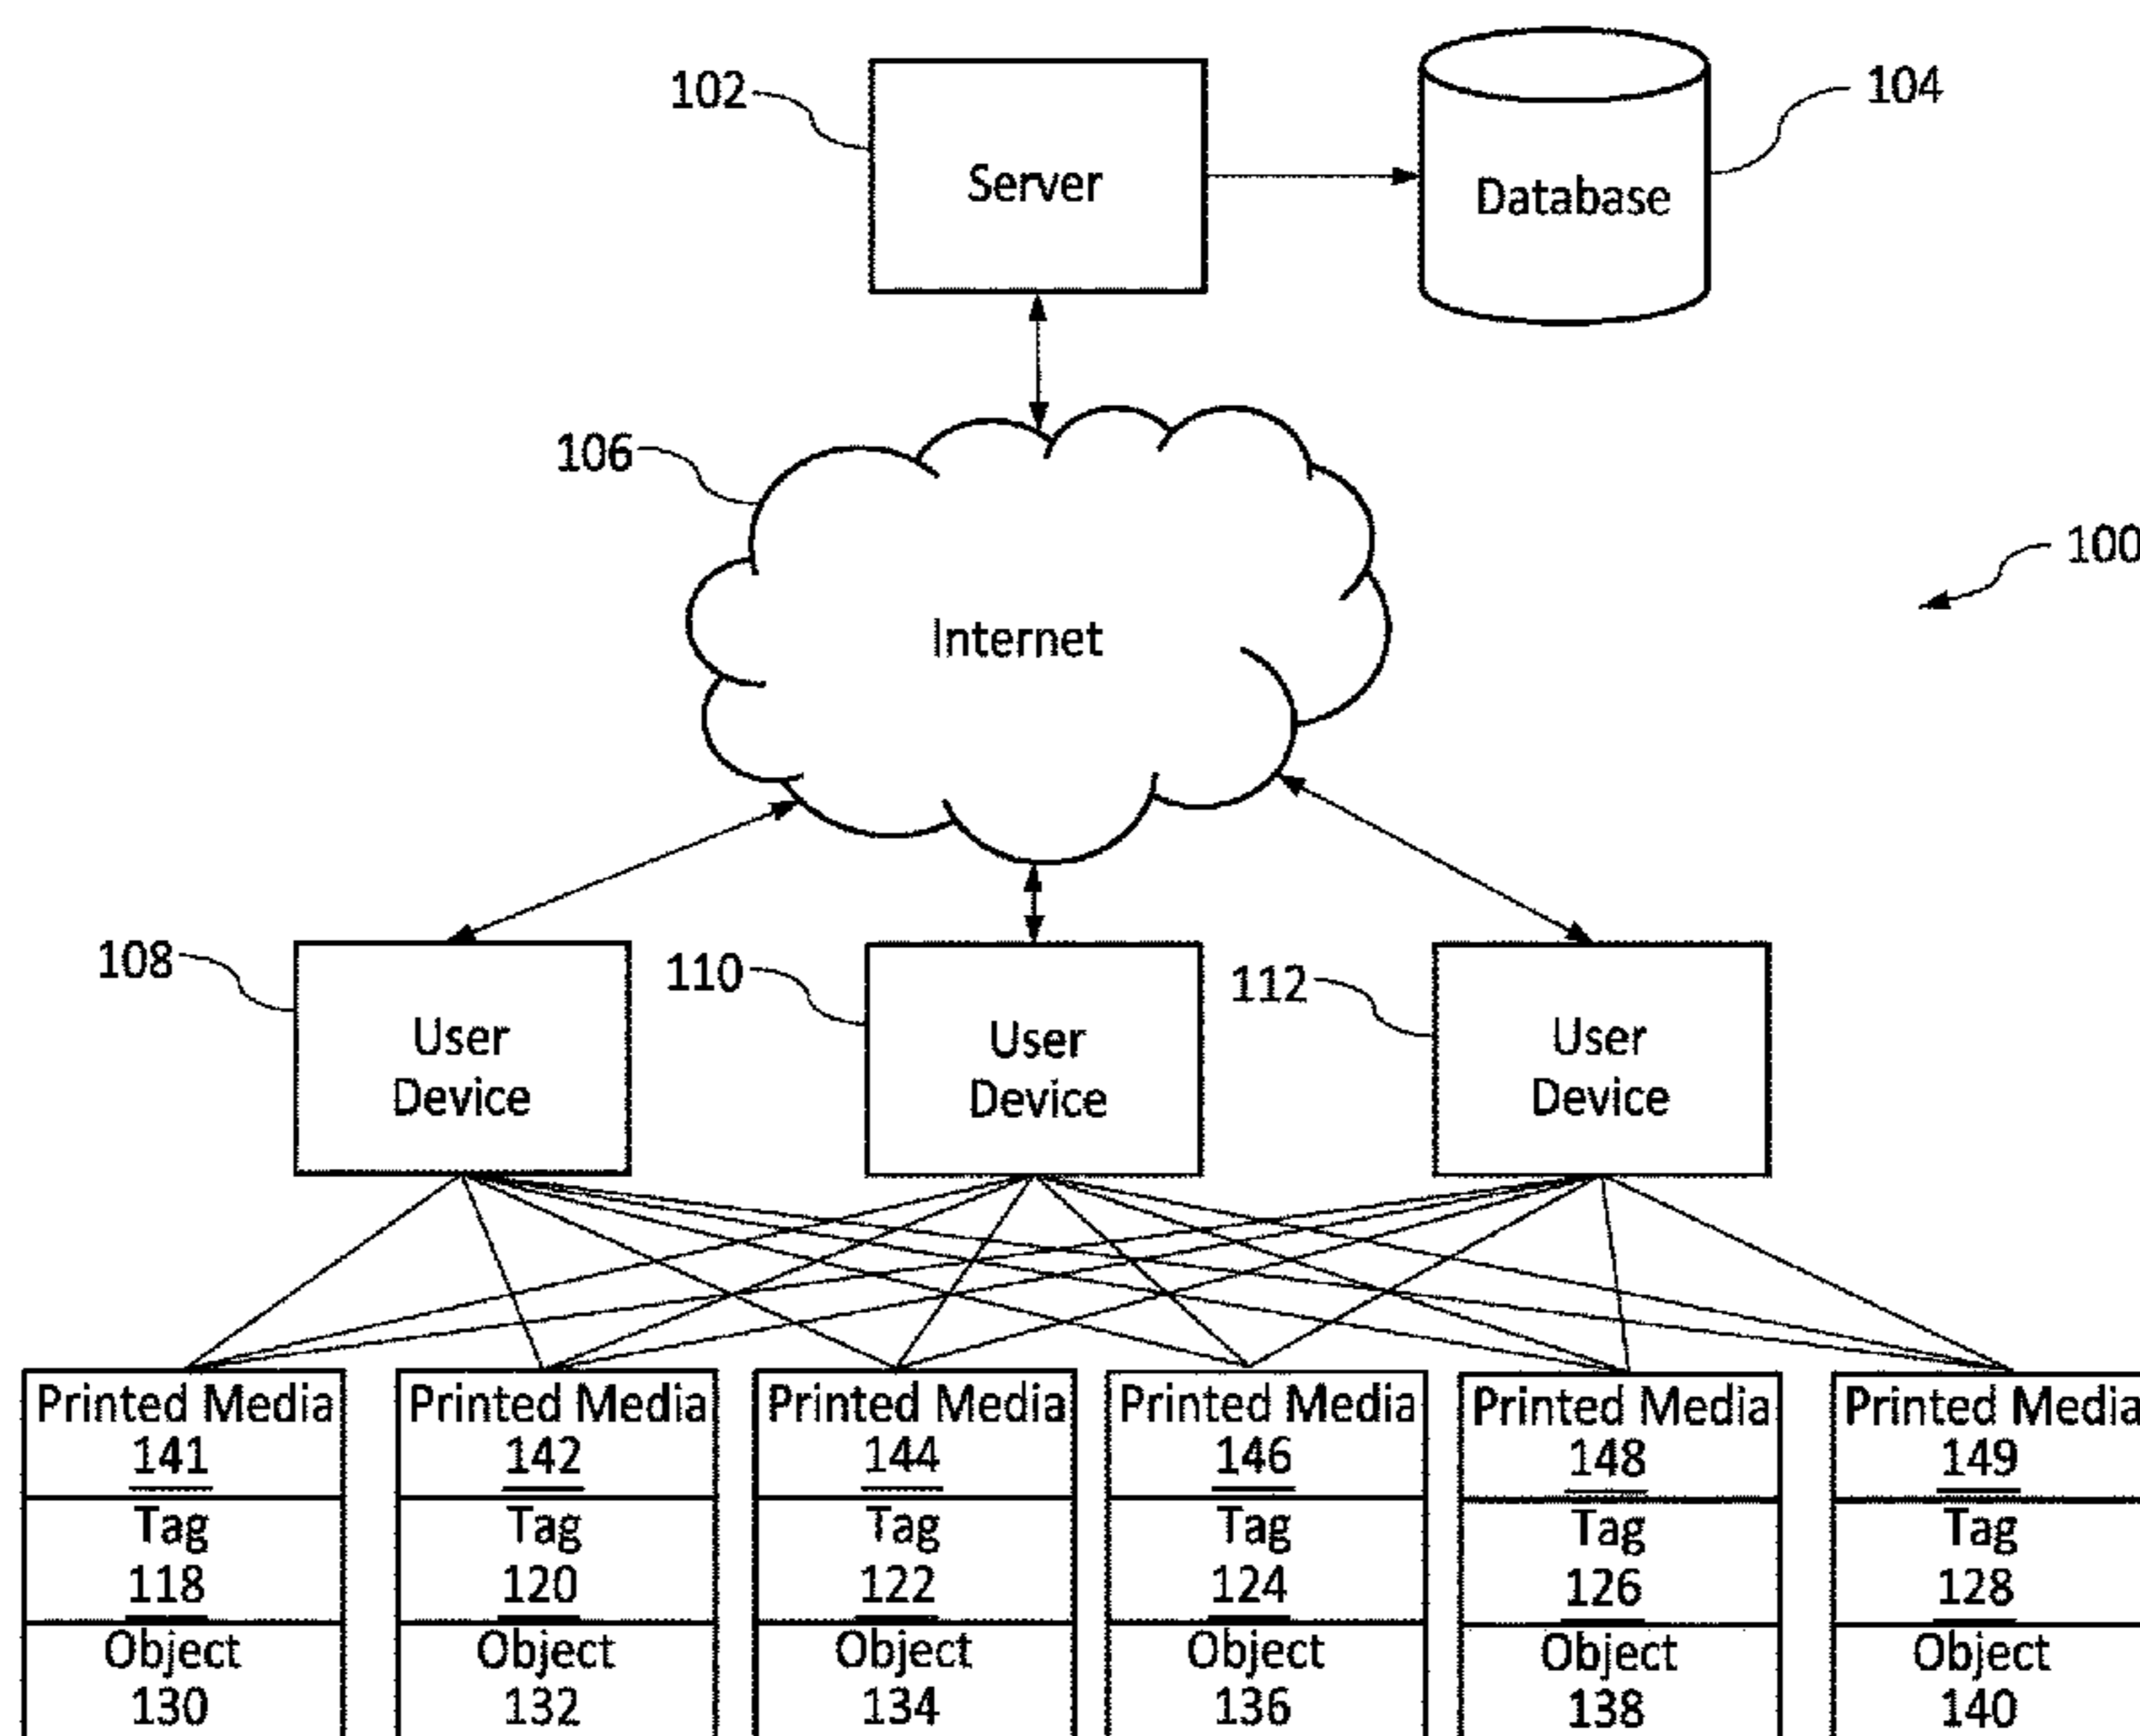 102
Server
Database
104
106
Internet
100
108
User
Device
110
User
Device
112
User
Device
Printed Media
141
Tag
118
Object
130
Printed Media
142
Tag
120
Object
132
Printed Media
144
Tag
122
Object
134
Printed Media
146
Tag
124
Object
136
Printed Media
148
Tag
126
Object
138
Printed Media
149
Tag
128
Object
140